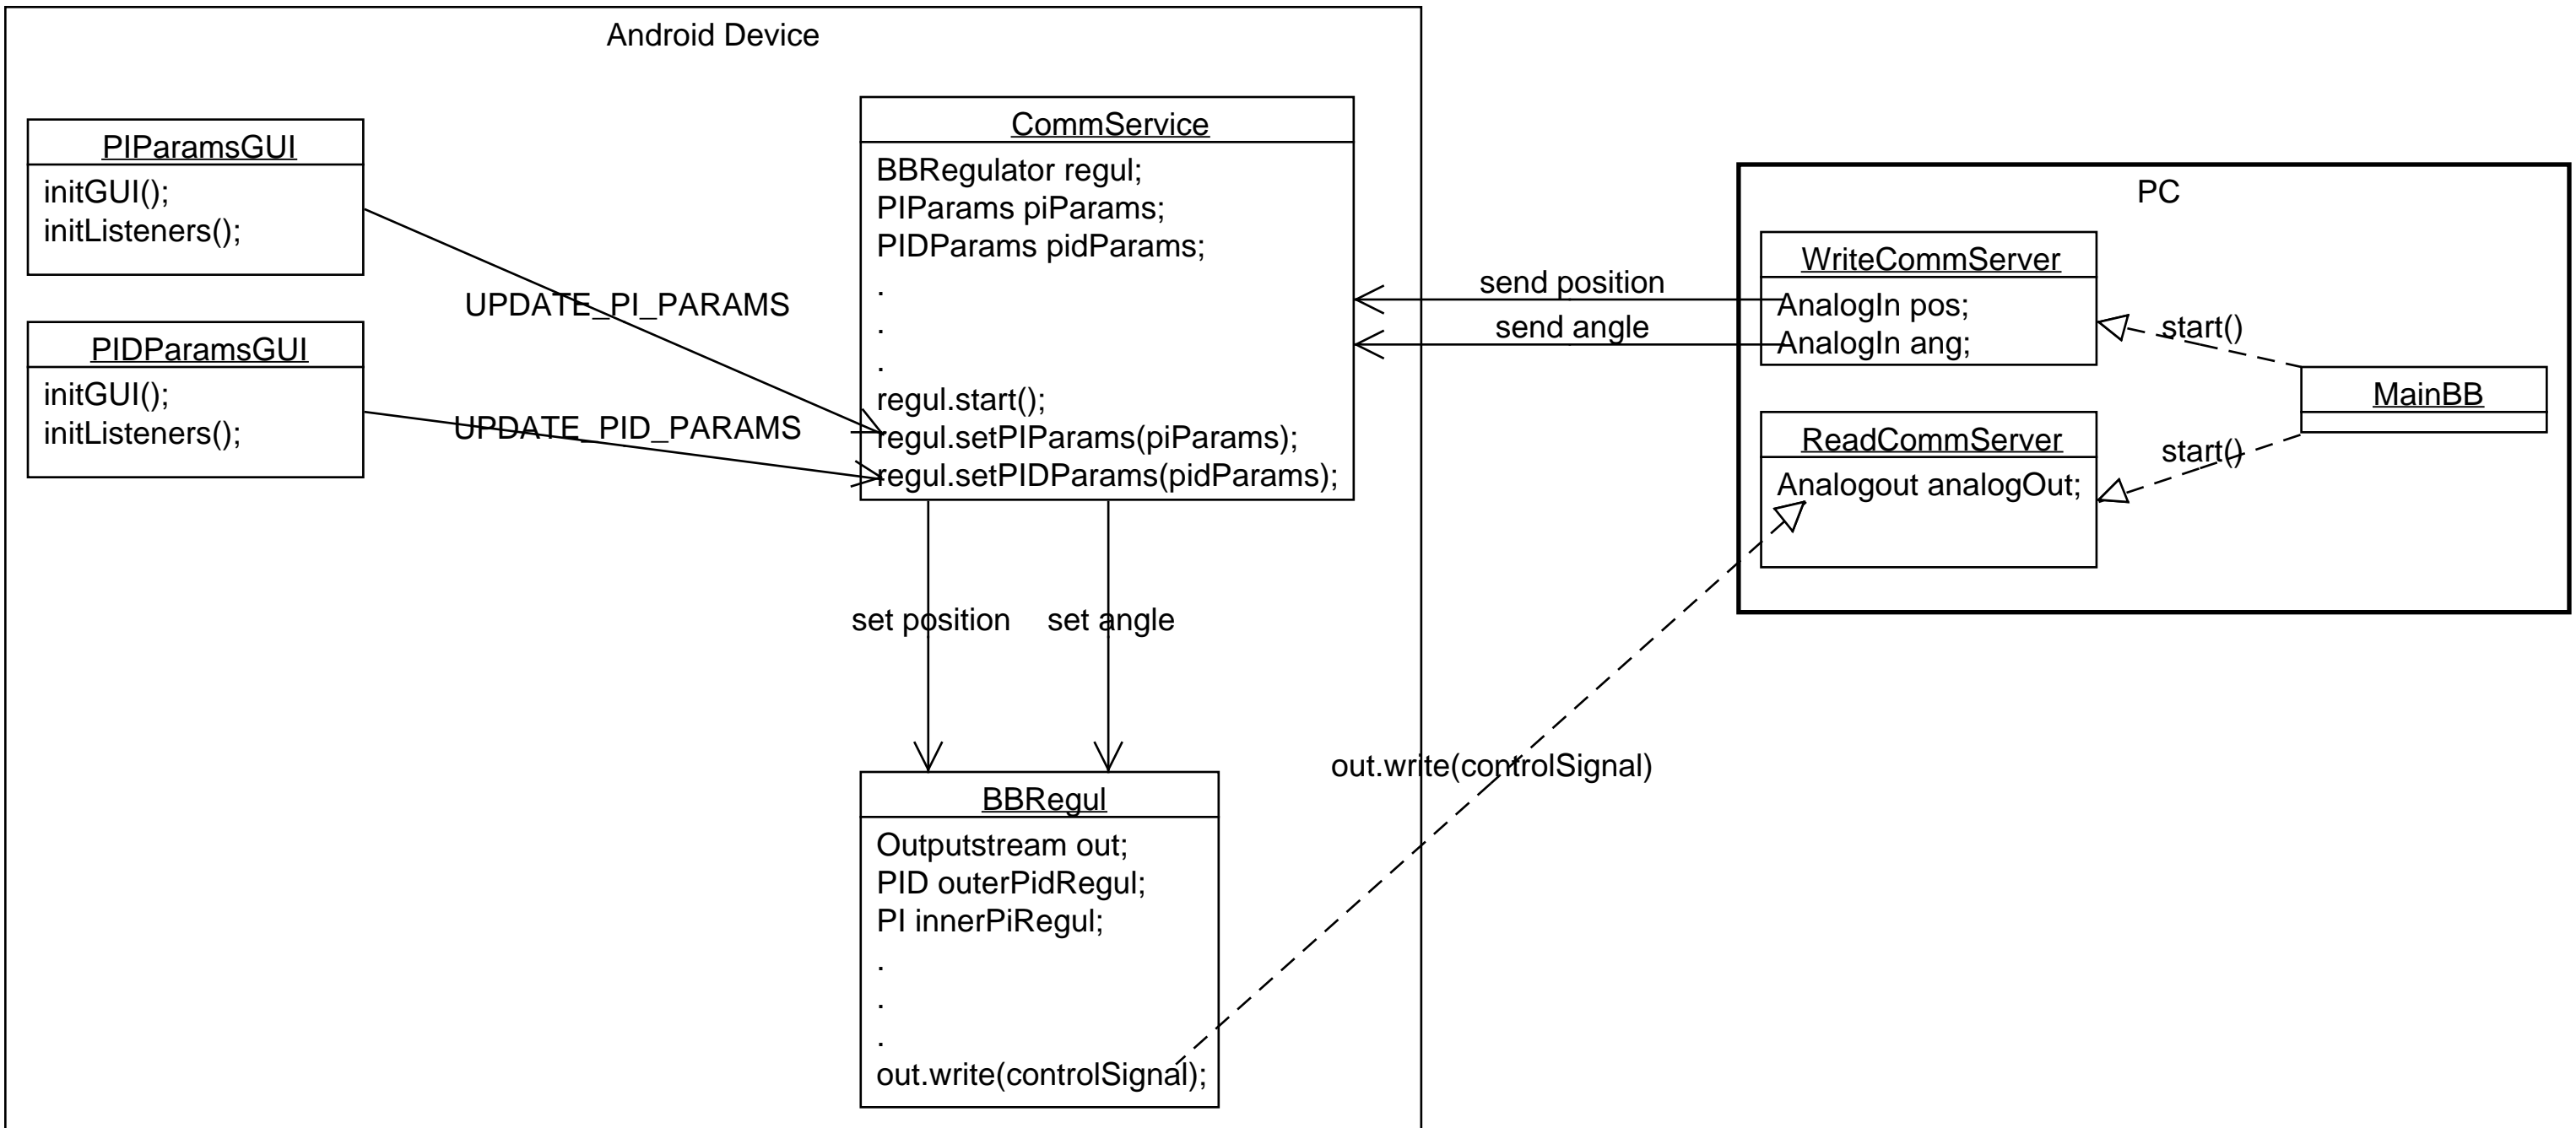 Android Device
PIParamsGUI
initGUI();
initListeners();
PIDParamsGUI
initGUI();
initListeners();
UPDATE_PI_PARAMS
UPDATE_PID_PARAMS
CommService
BBRegulator regul;
PIParams piParams;
PIDParams pidParams;
.
.
.
regul.start();
regul.setPIParams(piParams);
regul.setPIDParams(pidParams);
send position
send angle
PC
WriteCommServer
AnalogIn pos;
AnalogIn ang;
start()
MainBB
ReadCommServer
Analogout analogOut;
start()
set position
set angle
out.write(controlSignal)
BBRegul
Outputstream out;
PID outerPidRegul;
PI innerPiRegul;
.
.
.
out.write(controlSignal);